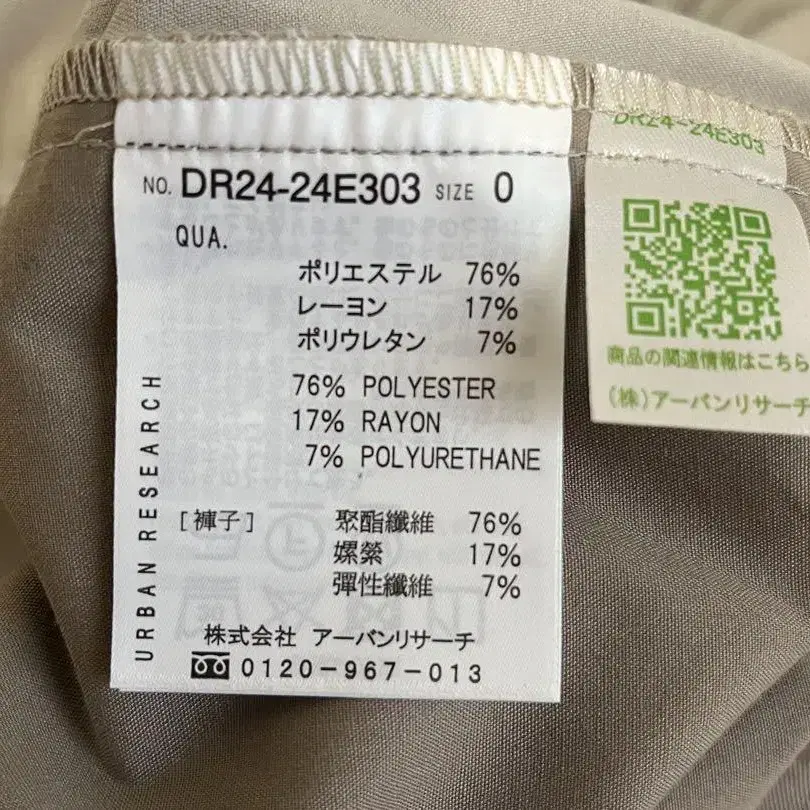 NO. DR24-24E303 SIZE 0
QUA.
ポリエステル 76%
レーヨン 17%
ポリウレタン 7%
76% POLYESTER
17% RAYON
7% POLYURETHANE
[褲子] 聚酯纖維 76%
嫘縈 17%
彈性纖維 7%
株式会社 アーバンリサーチ
0120-967-013
URBAN RESEARCH
DR24-24E303
商品の関連情報はこちら
(株)アーバンリサーチ